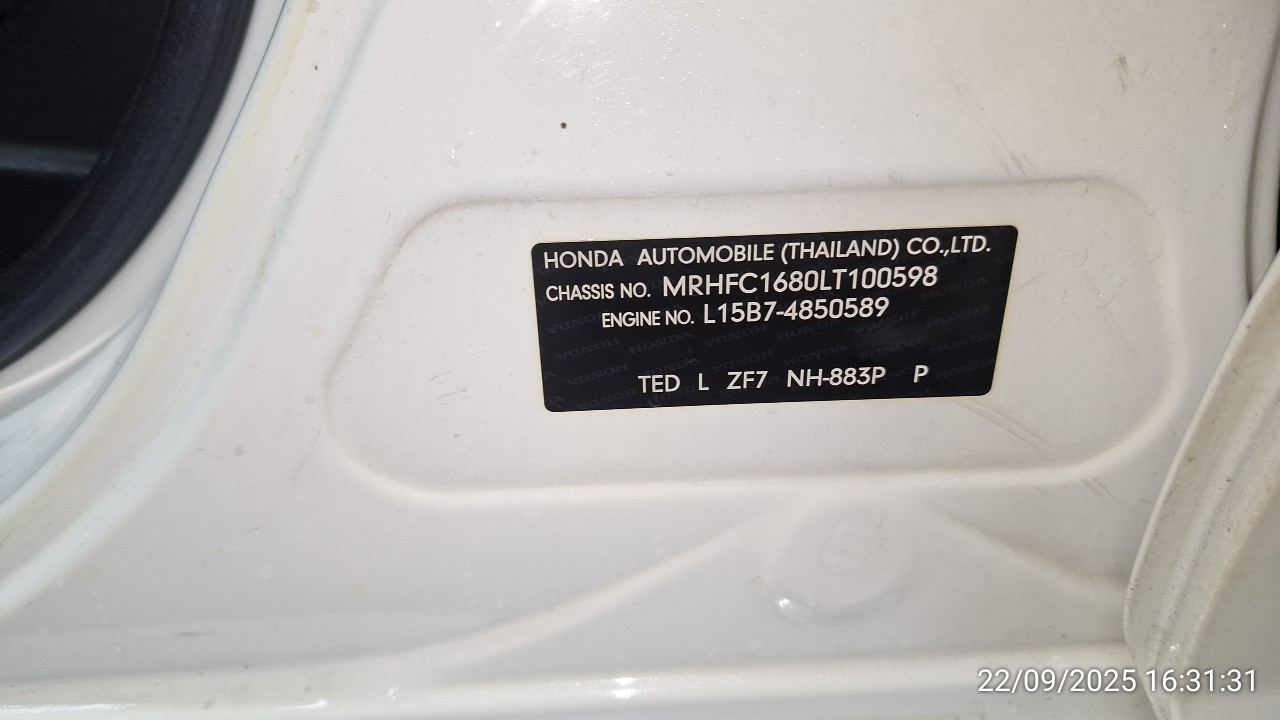 HONDA AUTOMOBILE (THAILAND) CO.,LTD.
CHASSIS NO. MRHFC1680LT100598
ENGINE NO. L15B7-4850589
TED L ZF7 NH-883P P
22/09/2025 16:31:31